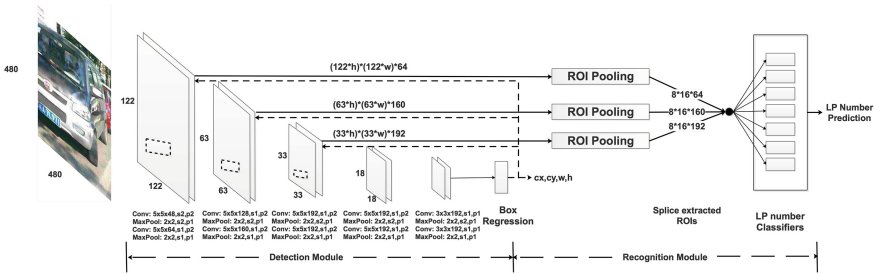 480
480
122
122
63
63
33
33
18
18
(122*h)*(122*w)*64
(63*h)*(63*w)*160
(33*h)*(33*w)*192
ROI Pooling
ROI Pooling
ROI Pooling
8*16*64
8*16*160
8*16*192
LP Number
Prediction
cx,cy,w,h
Conv: 5x5x48,s2,p2
MaxPool: 2x2,s2,p1
Conv: 5x5x64,s1,p2
MaxPool: 2x2,s1,p1
Conv: 5x5x128,s1,p2
MaxPool: 2x2,s2,p1
Conv: 5x5x160,s1,p2
MaxPool: 2x2,s1,p1
Conv: 5x5x192,s1,p2
MaxPool: 2x2,s2,p1
Conv: 5x5x192,s1,p2
MaxPool: 2x2,s1,p1
Conv: 5x5x192,s1,p2
MaxPool: 2x2,s2,p1
Conv: 5x5x192,s1,p2
MaxPool: 2x2,s1,p1
Conv: 3x3x192,s1,p1
MaxPool: 2x2,s2,p1
Conv: 3x3x192,s1,p1
MaxPool: 2x2,s1,p1
Box
Regression
Splice extracted
ROIs
LP number
Classifiers
Detection Module
Recognition Module